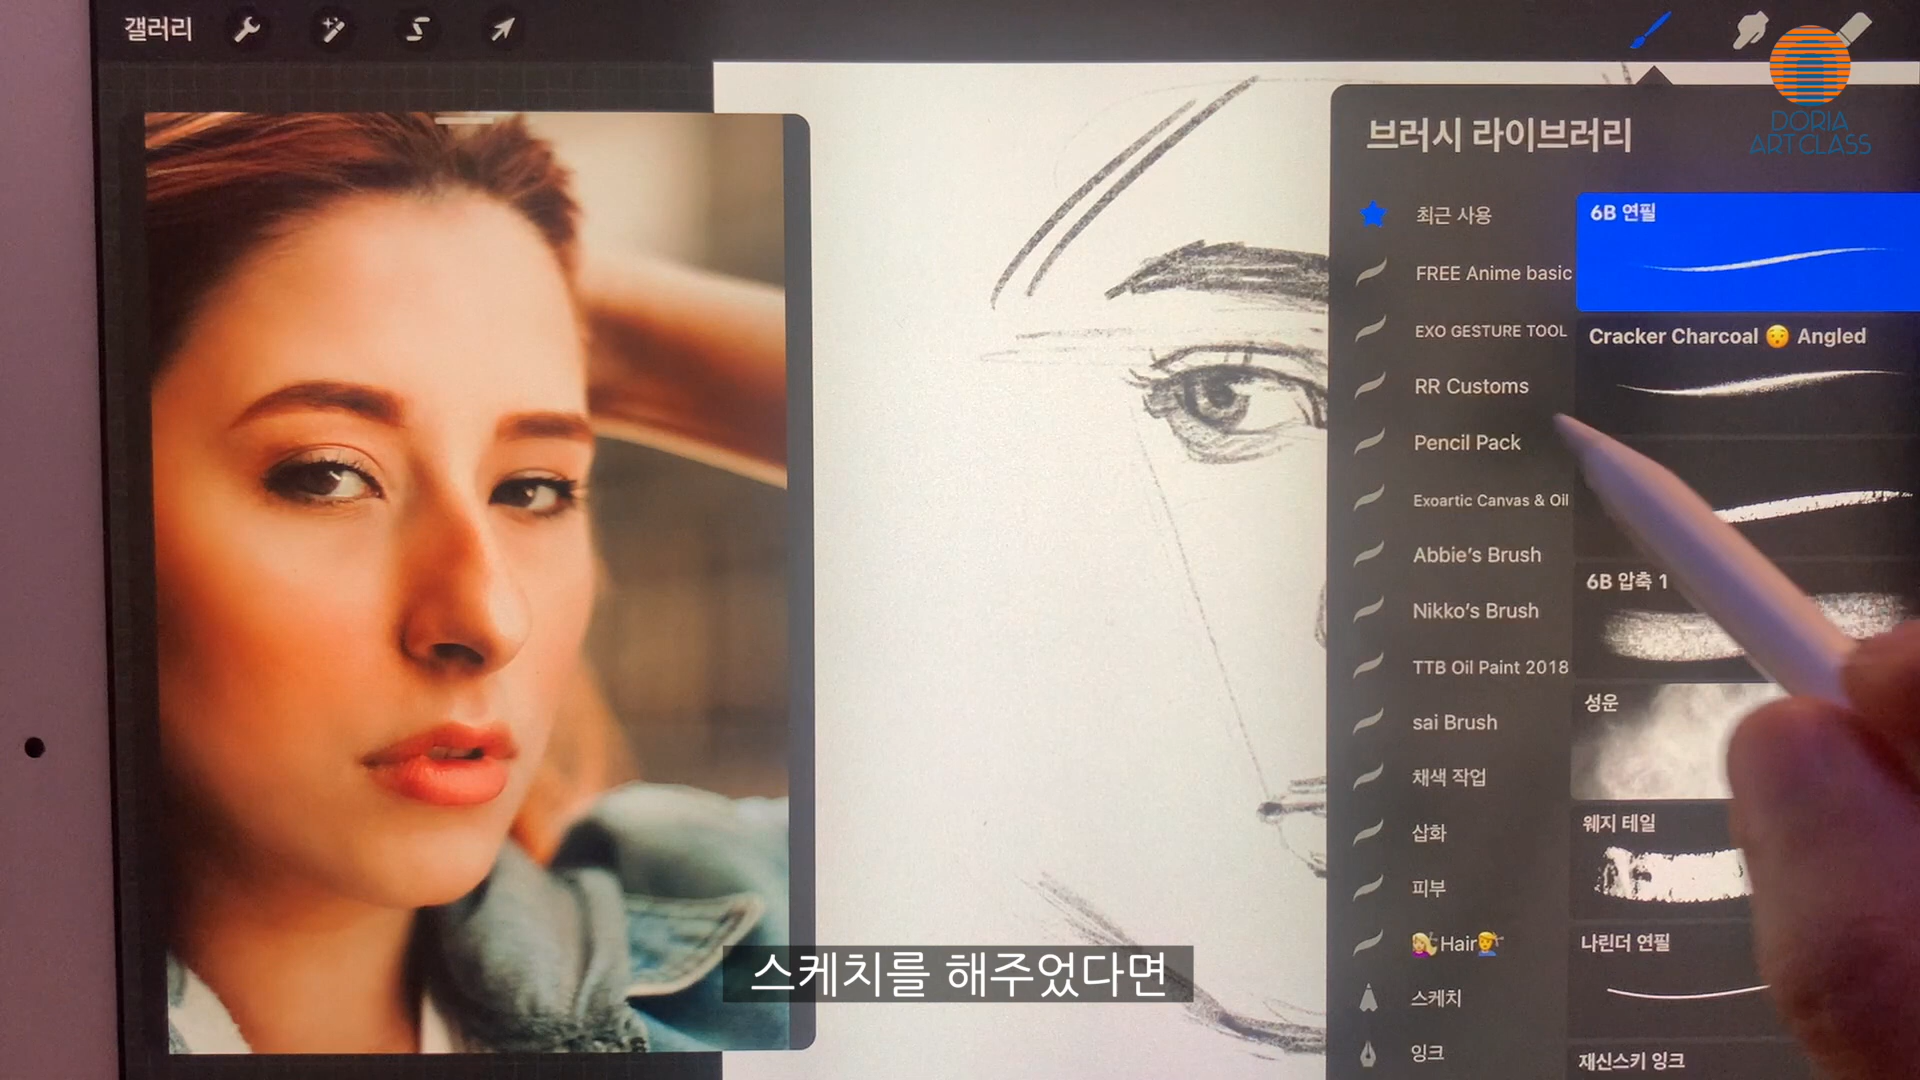 갤러리
DORIA
ART CLASS
브러시 라이브러리
최근 사용
FREE Anime basic
EXO GESTURE TOOL
RR Customs
Pencil Pack
Exoartic Canvas & Oil
Abbie's Brush
Nikko's Brush
TTB Oil Paint 2018
sai Brush
채색 작업
삽화
피부
👩‍🦰Hair💇
스케치
잉크
6B 연필
Cracker Charcoal 😚 Angled
6B 압축 1
성운
웨지 테일
나린더 연필
재신스키 잉크
스케치를 해주었다면